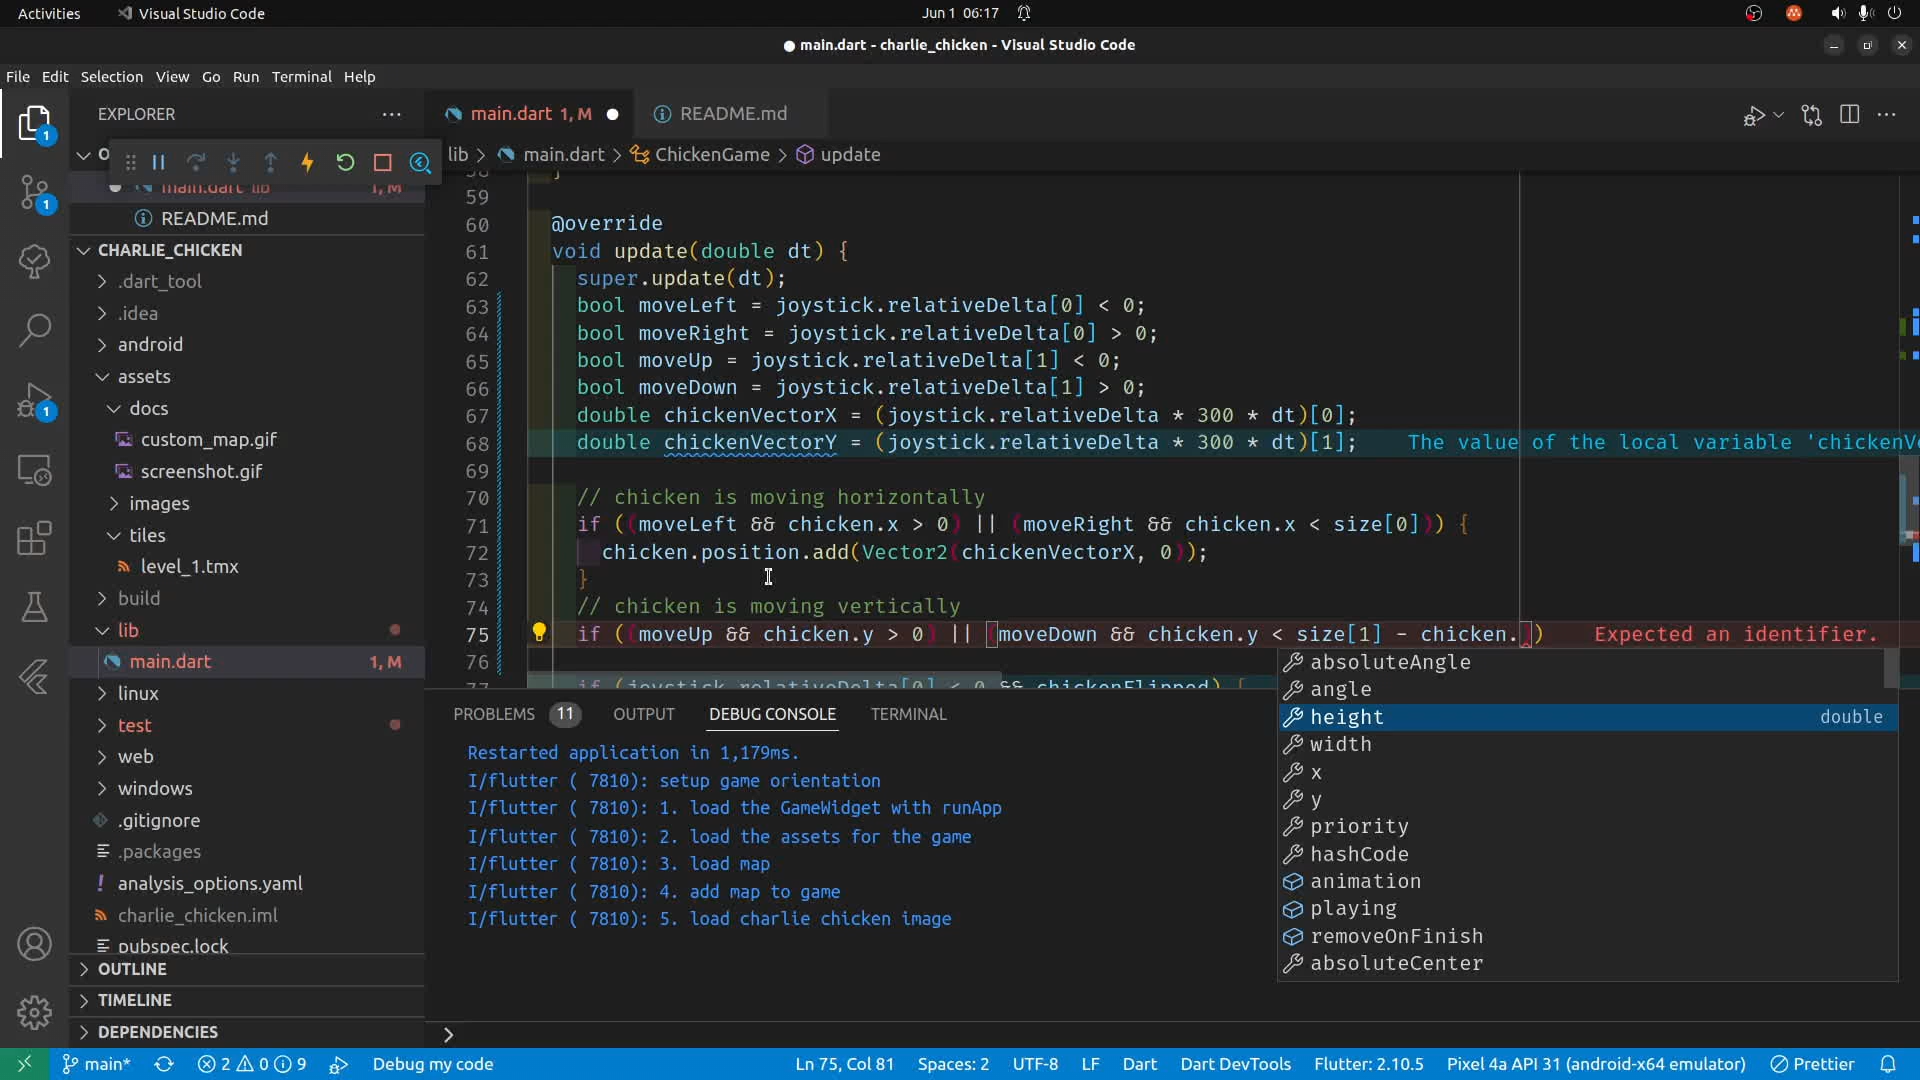 Activities
Visual Studio Code
Jun 1 06:17
main.dart - charlie_chicken - Visual Studio Code
File Edit Selection View Go Run Terminal Help
EXPLORER
main.dart 1, M
README.md
lib > main.dart > ChickenGame > update
main.dart lib 1, M
README.md
CHARLIE_CHICKEN
.dart_tool
.idea
android
assets
docs
custom_map.gif
screenshot.gif
images
tiles
level_1.tmx
build
lib
main.dart 1, M
linux
test
web
windows
.gitignore
.packages
analysis_options.yaml
charlie_chicken.iml
pubspec.lock
OUTLINE
TIMELINE
DEPENDENCIES
59
60 @override
61 void update(double dt) {
62 super.update(dt);
63 bool moveLeft = joystick.relativeDelta[0] < 0;
64 bool moveRight = joystick.relativeDelta[0] > 0;
65 bool moveUp = joystick.relativeDelta[1] < 0;
66 bool moveDown = joystick.relativeDelta[1] > 0;
67 double chickenVectorX = (joystick.relativeDelta * 300 * dt)[0];
68 double chickenVectorY = (joystick.relativeDelta * 300 * dt)[1]; The value of the local variable 'chickenV
69
70 // chicken is moving horizontally
71 if ((moveLeft && chicken.x > 0) || (moveRight && chicken.x < size[0])) {
72 chicken.position.add(Vector2(chickenVectorX, 0));
73 }
74 // chicken is moving vertically
75 if ((moveUp && chicken.y > 0) || (moveDown && chicken.y < size[1] - chicken.)) Expected an identifier.
76
77 if (joystick.relativeDelta[0] < 0 && chickenFlipped) {
absoluteAngle
angle
height double
width
x
y
priority
hashCode
animation
playing
removeOnFinish
absoluteCenter
PROBLEMS 11 OUTPUT DEBUG CONSOLE TERMINAL
Restarted application in 1,179ms.
I/flutter ( 7810): setup game orientation
I/flutter ( 7810): 1. load the GameWidget with runApp
I/flutter ( 7810): 2. load the assets for the game
I/flutter ( 7810): 3. load map
I/flutter ( 7810): 4. add map to game
I/flutter ( 7810): 5. load charlie chicken image
main* 2 0 9 Debug my code
Ln 75, Col 81 Spaces: 2 UTF-8 LF Dart Dart DevTools Flutter: 2.10.5 Pixel 4a API 31 (android-x64 emulator) Prettier